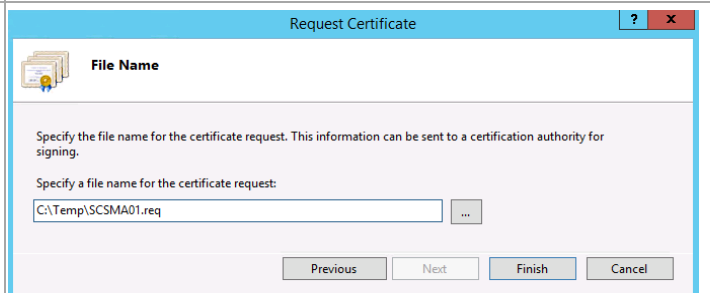 Request Certificate
?
x
File Name
Specify the file name for the certificate request. This information can be sent to a certification authority for
signing.
Specify a file name for the certificate request:
C:\Temp\SCSMA01.req
...
Previous
Next
Finish
Cancel